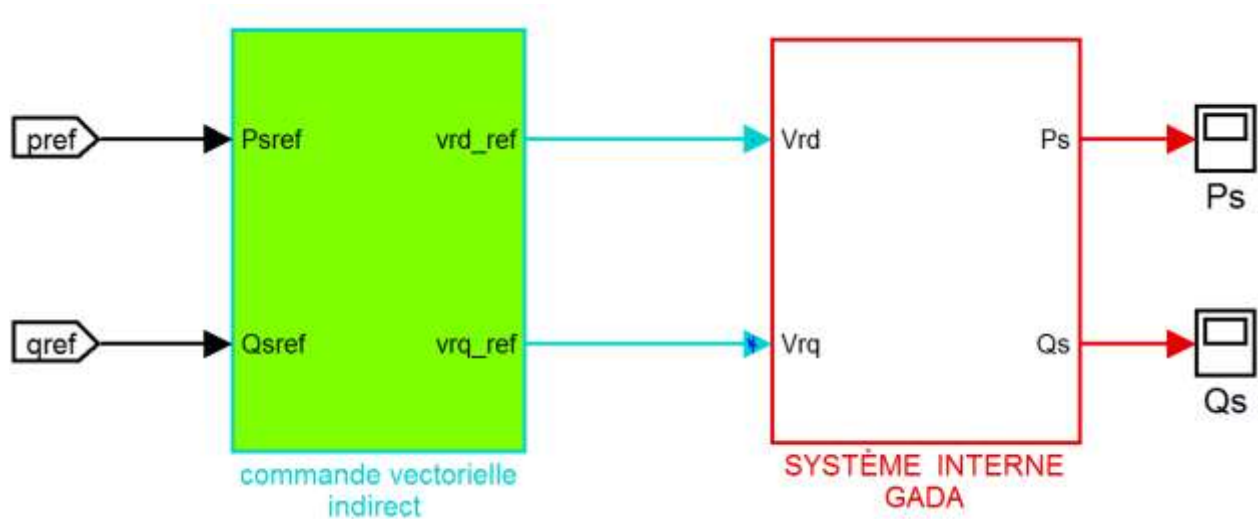 pref
Psref
vrd_ref
Vrd
Ps
Ps
qref
Qsref
vrq_ref
Vrq
Qs
Qs
commande vectorielle
indirect
SYSTÈME INTERNE
GADA